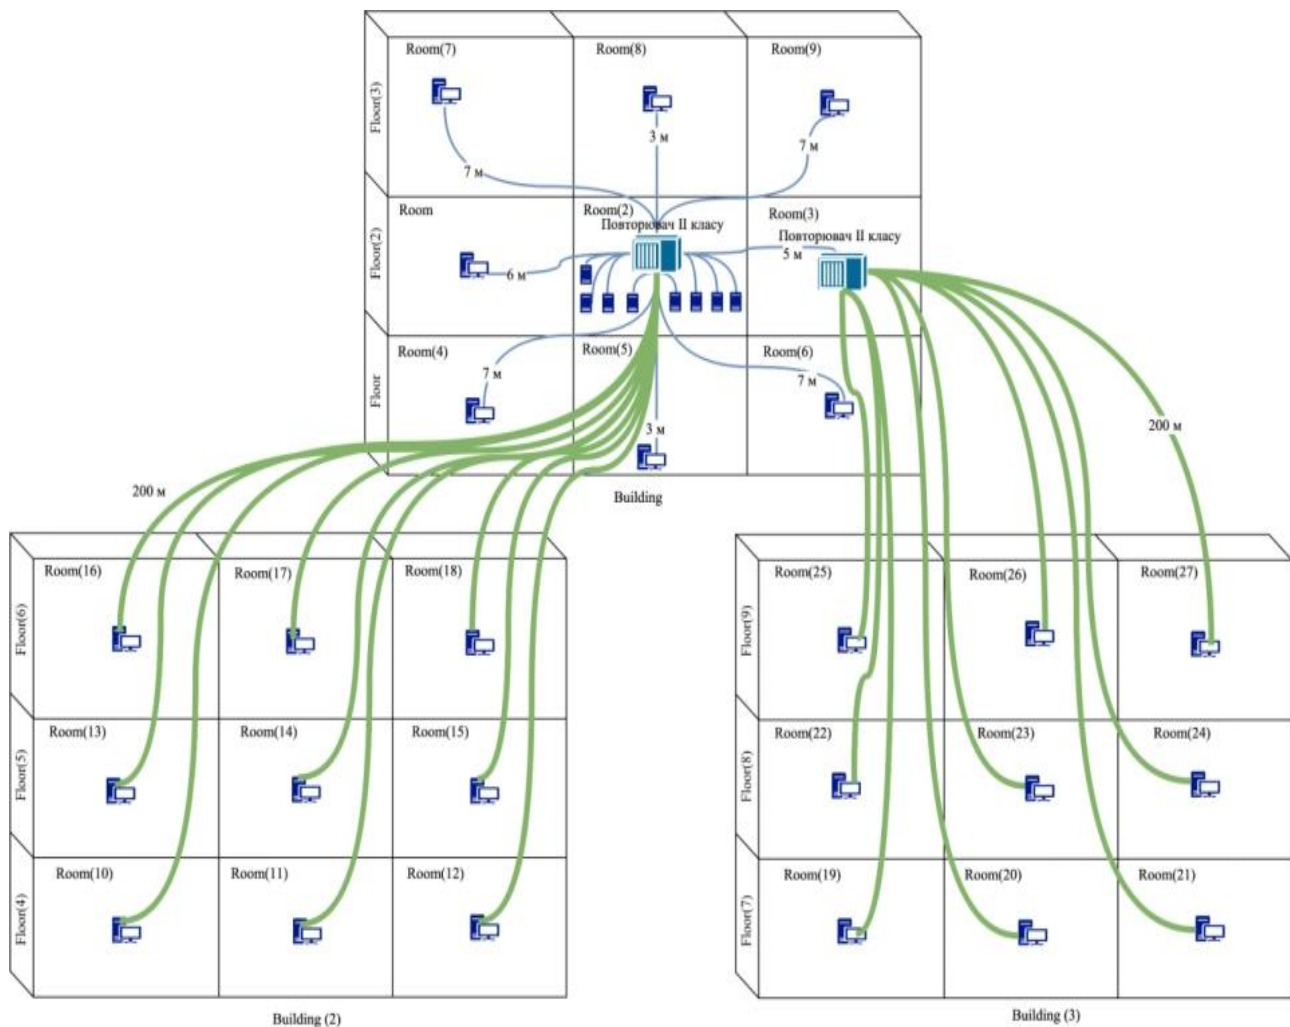 Room(7)
Room(8)
Room(9)
Floor(3)
3 м
7 м
7 м
Room
Room(2)
Room(3)
Floor(2)
Повторювач II класу
Повторювач II класу
5 м
6 м
Room(4)
Room(5)
Room(6)
Floor
7 м
7 м
3 м
200 м
200 м
Building
Room(16)
Room(17)
Room(18)
Floor(6)
Room(13)
Room(14)
Room(15)
Floor(5)
Room(10)
Room(11)
Room(12)
Floor(4)
Building (2)
Room(25)
Room(26)
Room(27)
Floor(9)
Room(22)
Room(23)
Room(24)
Floor(8)
Room(19)
Room(20)
Room(21)
Floor(7)
Building (3)